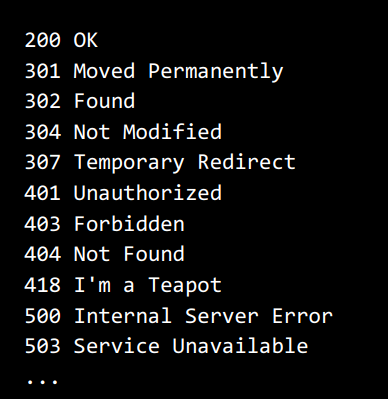 200 OK
301 Moved Permanently
302 Found
304 Not Modified
307 Temporary Redirect
401 Unauthorized
403 Forbidden
404 Not Found
418 I'm a Teapot
500 Internal Server Error
503 Service Unavailable
...